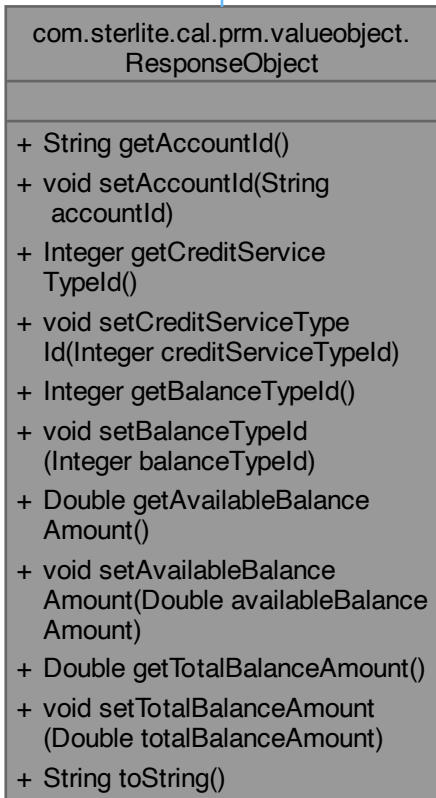 com.sterlite.cal.prm.valueobject.
ResponseObject
+ String getAccountId()
+ void setAccountId(String
accountId)
+ Integer getCreditService
TypeId()
+ void setCreditServiceType
Id(Integer creditServiceTypeId)
+ Integer getBalanceTypeId()
+ void setBalanceTypeId
(Integer balanceTypeId)
+ Double getAvailableBalance
Amount()
+ void setAvailableBalance
Amount(Double availableBalance
Amount)
+ Double getTotalBalanceAmount()
+ void setTotalBalanceAmount
(Double totalBalanceAmount)
+ String toString()